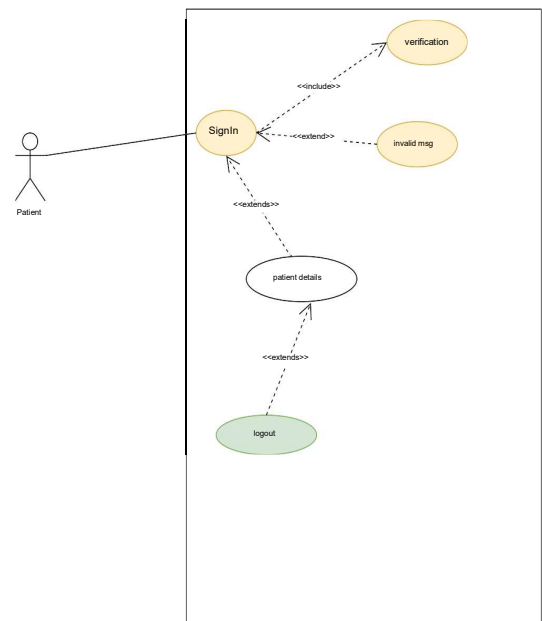 verification
<<include>>
SignIn
<<extend>>
invalid msg
Patient
<<extends>>
patient details
<<extends>>
logout